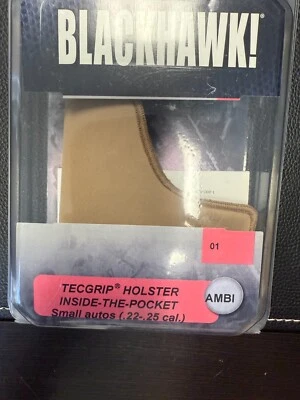 BLACKHAWK!®
01
TECGRIP® HOLSTER
INSIDE-THE-POCKET
Small autos (.22-.25 cal.)
AMBI